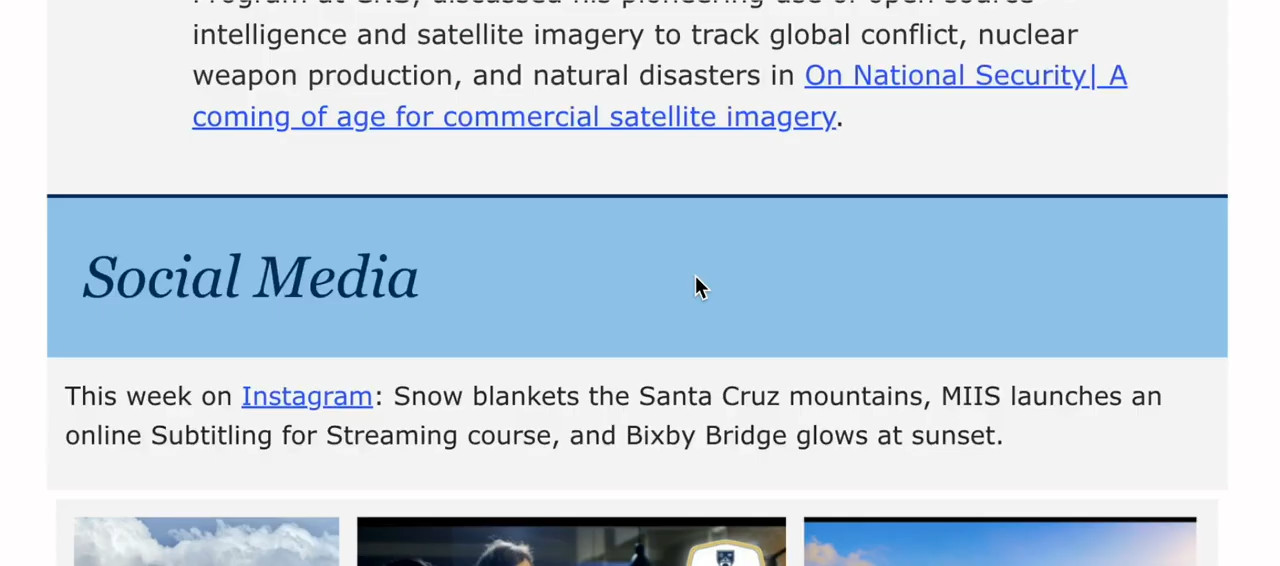 intelligence and satellite imagery to track global conflict, nuclear
weapon production, and natural disasters in On National Security| A
coming of age for commercial satellite imagery.
Social Media
This week on Instagram: Snow blankets the Santa Cruz mountains, MIIS launches an
online Subtitling for Streaming course, and Bixby Bridge glows at sunset.